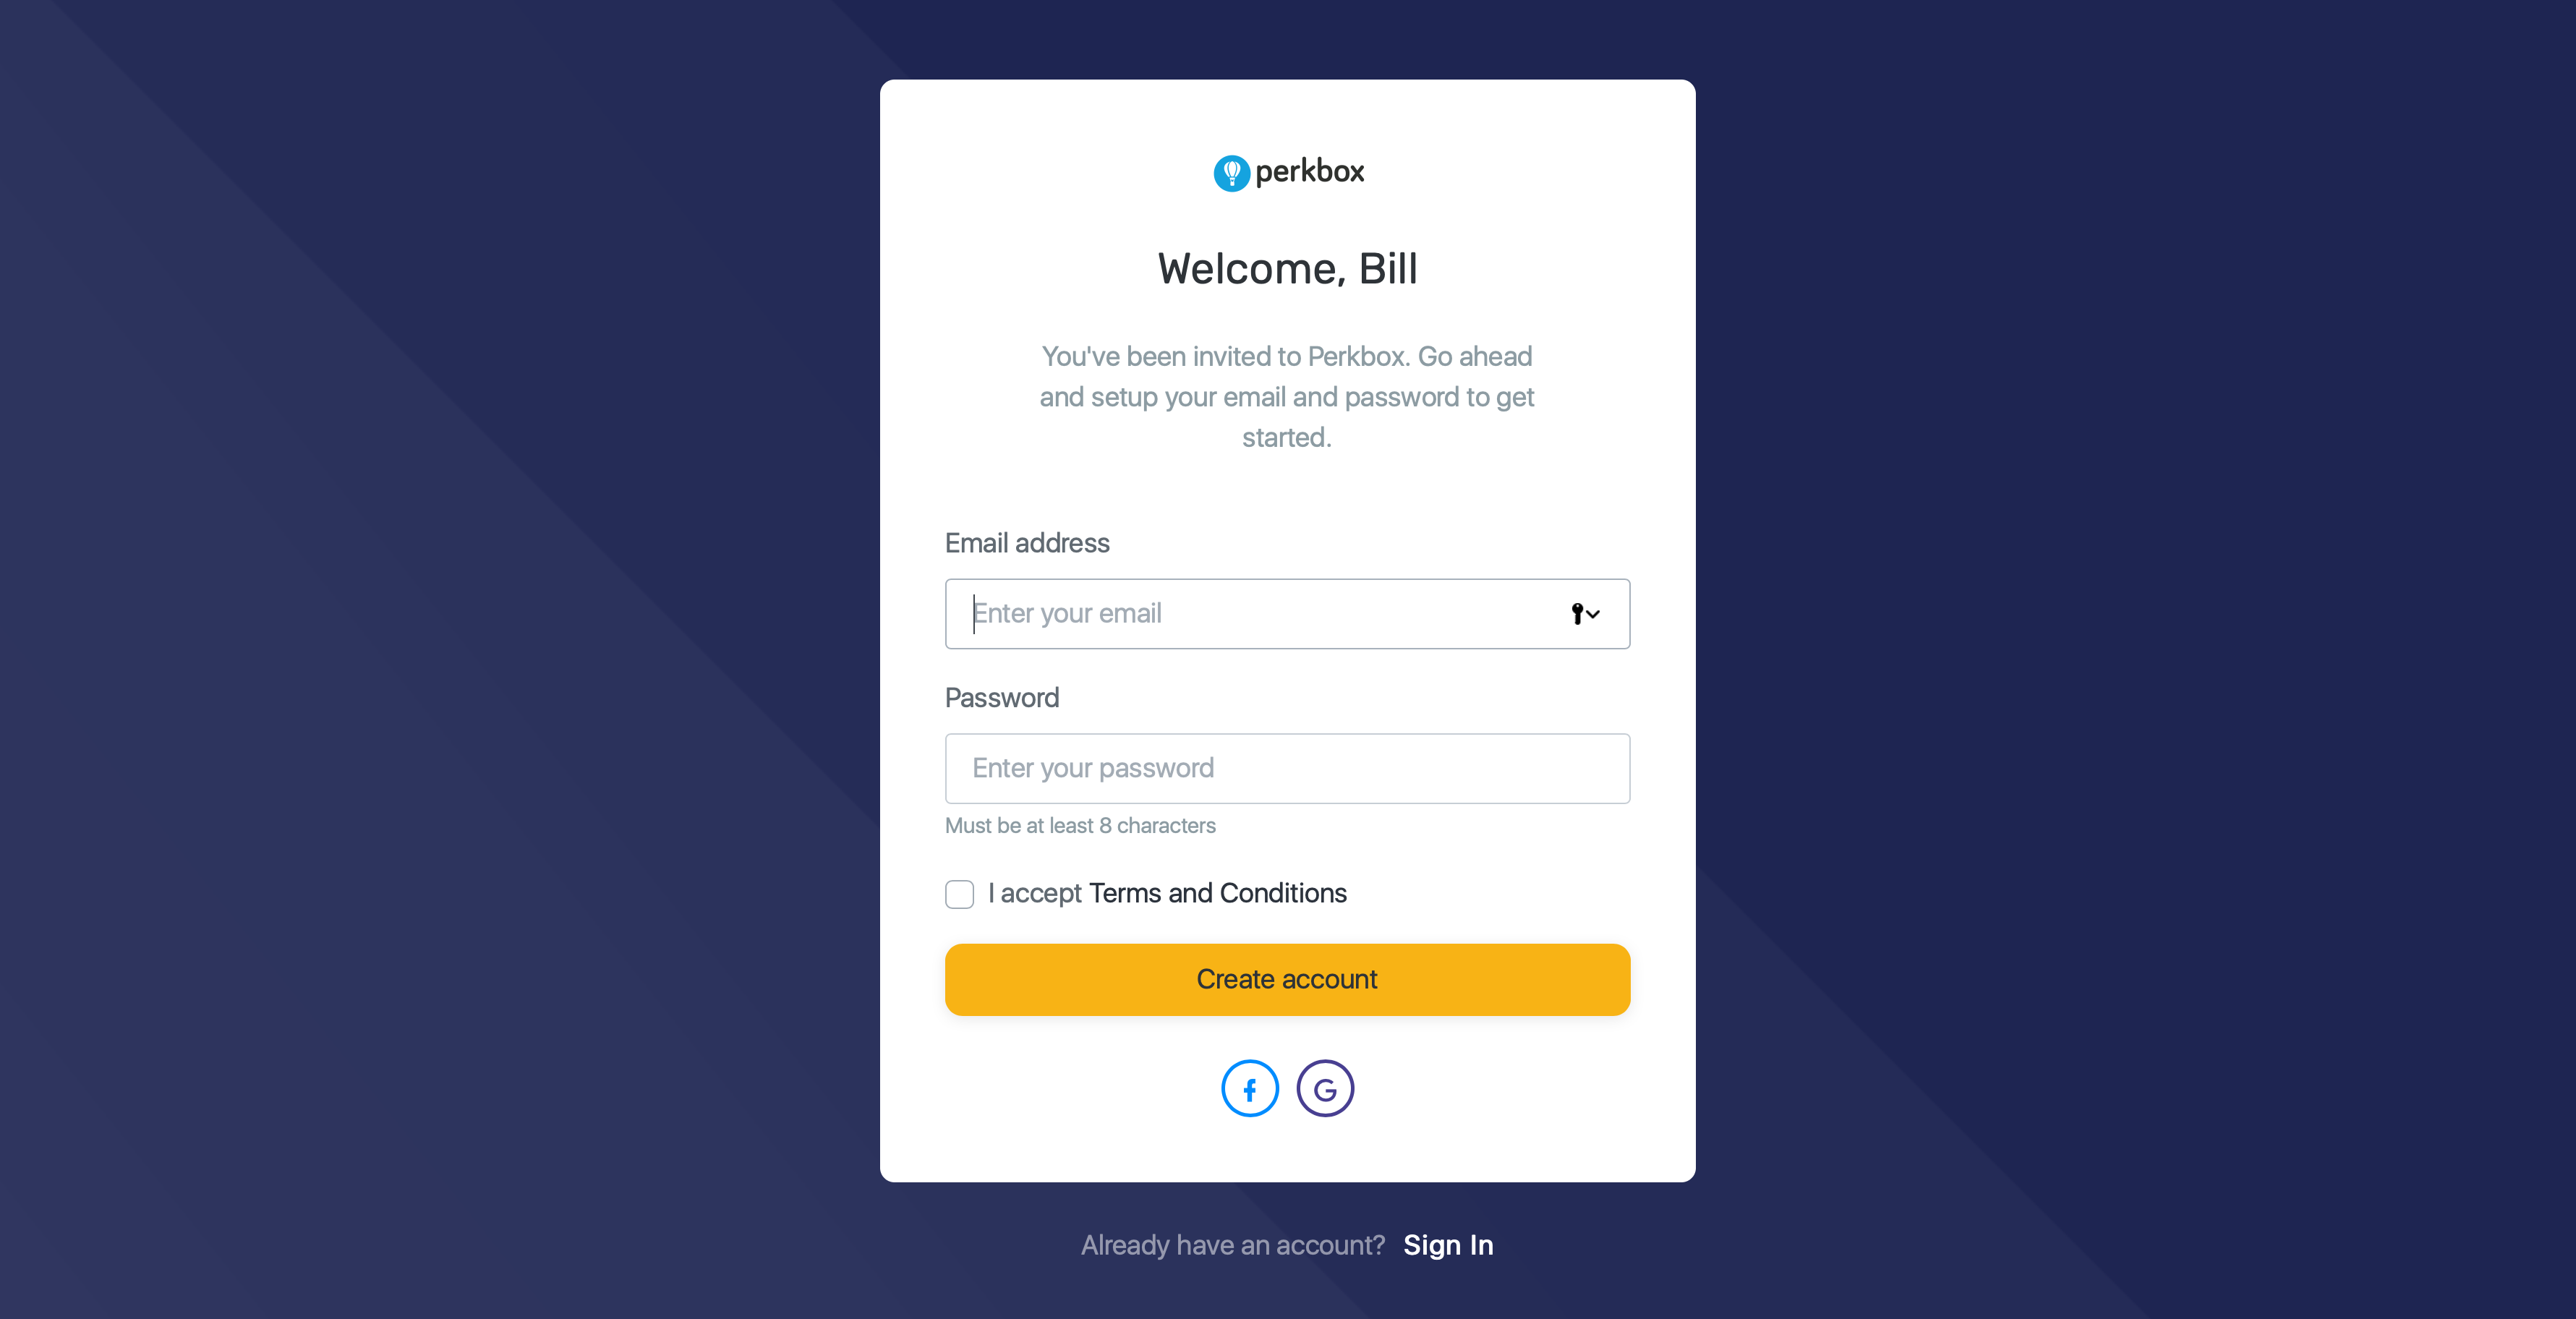 perkbox
Welcome, Bill
You've been invited to Perkbox. Go ahead
and setup your email and password to get
started.
Email address
Enter your email
Password
Enter your password
Must be at least 8 characters
I accept Terms and Conditions
Create account
f G
Already have an account? Sign In